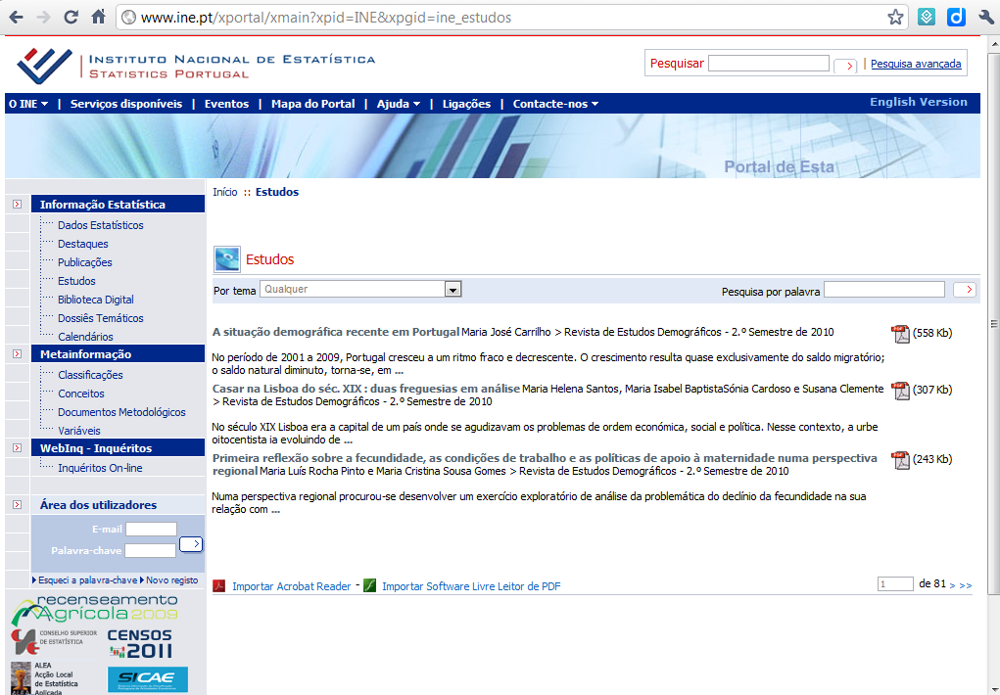 www.ine.pt/xportal/xmain?xpid=INE&xpgid=ine_estudos
INSTITUTO NACIONAL DE ESTATÍSTICA
STATISTICS PORTUGAL
Pesquisar
Pesquisa avançada
O INE | Serviços disponíveis | Eventos | Mapa do Portal | Ajuda | Ligações | Contacte-nos
English Version
Portal de Esta
Início :: Estudos
Informação Estatística
Dados Estatísticos
Destaques
Publicações
Estudos
Biblioteca Digital
Dossiês Temáticos
Calendários
Metainformação
Classificações
Conceitos
Documentos Metodológicos
Variáveis
WebInq - Inquéritos
Inquéritos On-line
Área dos utilizadores
E-mail
Palavra-chave
Esqueci a palavra-chave Novo registo
recenseamento
Agrícola 2009
CONSELHO SUPERIOR
DE ESTATÍSTICA
CENSOS
2011
ALEA
Acção Local
de Estatística
Aplicada
SICAE
Estudos
Por tema Qualquer
Pesquisa por palavra
A situação demográfica recente em Portugal Maria José Carrilho > Revista de Estudos Demográficos - 2.º Semestre de 2010
PDF (558 Kb)
No período de 2001 a 2009, Portugal cresceu a um ritmo fraco e decrescente. O crescimento resulta quase exclusivamente do saldo migratório;
o saldo natural diminuto, torna-se, em ...
Casar na Lisboa do séc. XIX : duas freguesias em análise Maria Helena Santos, Maria Isabel BaptistaSónia Cardoso e Susana Clemente
> Revista de Estudos Demográficos - 2.º Semestre de 2010
PDF (307 Kb)
No século XIX Lisboa era a capital de um país onde se agudizavam os problemas de ordem económica, social e política. Nesse contexto, a urbe
oitocentista ia evoluindo de ...
Primeira reflexão sobre a fecundidade, as condições de trabalho e as políticas de apoio à maternidade numa perspectiva
regional Maria Luís Rocha Pinto e Maria Cristina Sousa Gomes > Revista de Estudos Demográficos - 2.º Semestre de 2010
PDF (243 Kb)
Numa perspectiva regional procurou-se desenvolver um exercício exploratório de análise da problemática do declínio da fecundidade na sua
relação com ...
Importar Acrobat Reader - Importar Software Livre Leitor de PDF
1 de 81 > >>